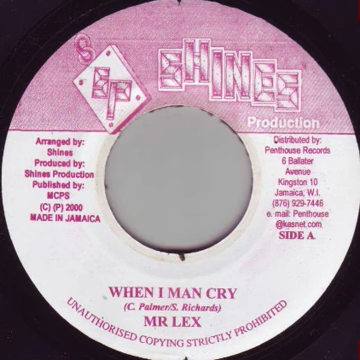 S
SP
SHINES
Production
Arranged by:
Shines
Produced by:
Shines Production
Published by:
MCPS
(C) (P) 2000
MADE IN JAMAICA
Distributed by:
Penthouse Records
6 Ballater
Avenue
Kingston 10
Jamaica, W.I.
(876) 929-7446
e. mail: Penthouse
@kasnet.com
SIDE A
WHEN I MAN CRY
(C. Palmer/S. Richards)
MR LEX
UNAUTHORISED COPYING STRICTLY PROHIBITED